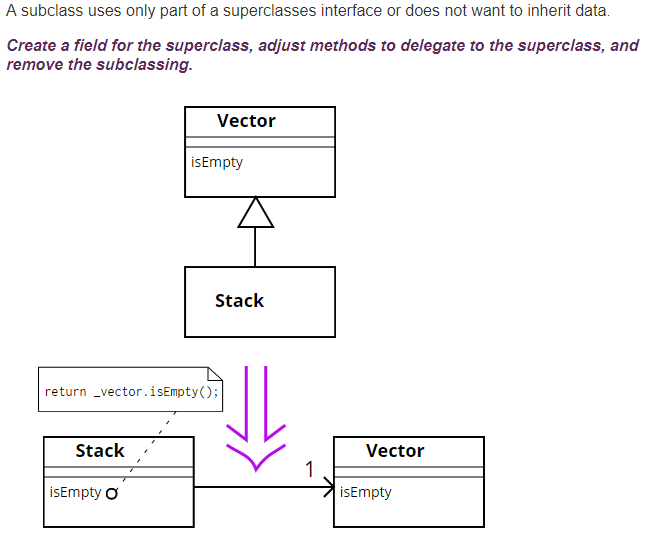 A subclass uses only part of a superclasses interface or does not want to inherit data.
Create a field for the superclass, adjust methods to delegate to the superclass, and
remove the subclassing.
Vector
isEmpty
Stack
return _vector.isEmpty();
Stack
isEmpty
1
Vector
isEmpty